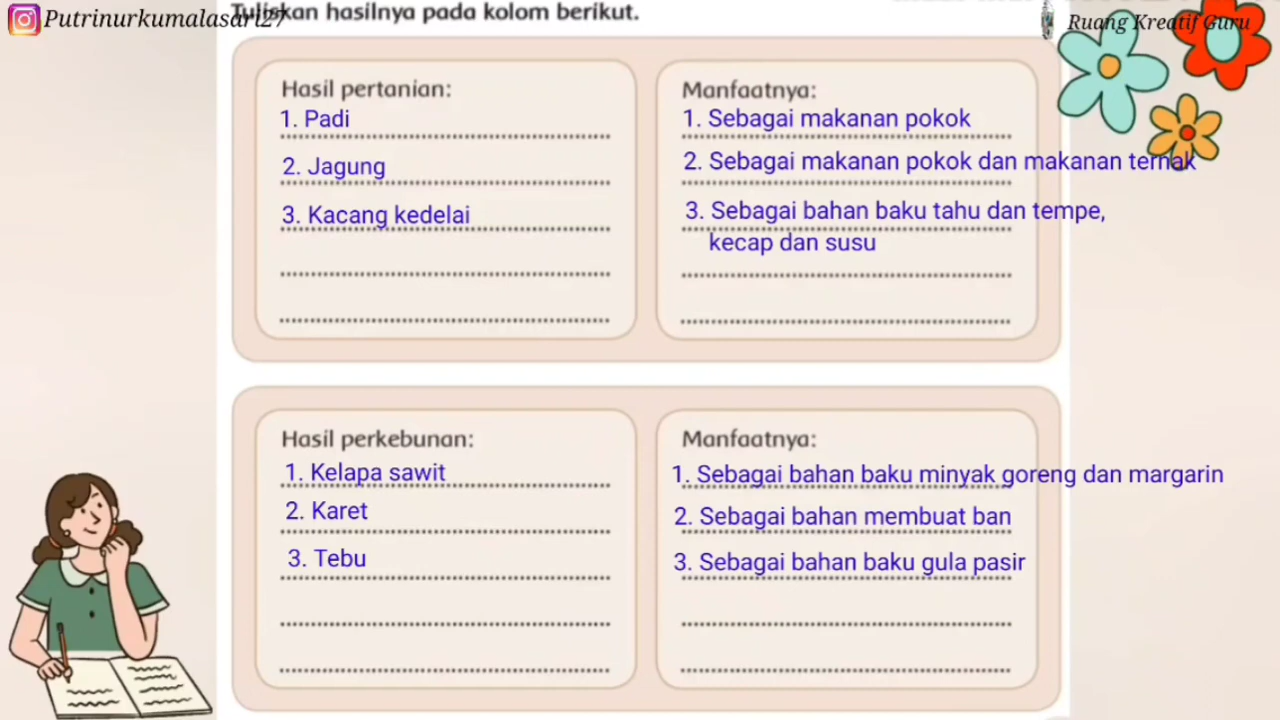 Putrinurkumalasari27
Ruang Kreatif Guru
Tuliskan hasilnya pada kolom berikut.
Hasil pertanian:
1. Padi
2. Jagung
3. Kacang kedelai
Manfaatnya:
1. Sebagai makanan pokok
2. Sebagai makanan pokok dan makanan ternak
3. Sebagai bahan baku tahu dan tempe,
kecap dan susu
Hasil perkebunan:
1. Kelapa sawit
2. Karet
3. Tebu
Manfaatnya:
1. Sebagai bahan baku minyak goreng dan margarin
2. Sebagai bahan membuat ban
3. Sebagai bahan baku gula pasir